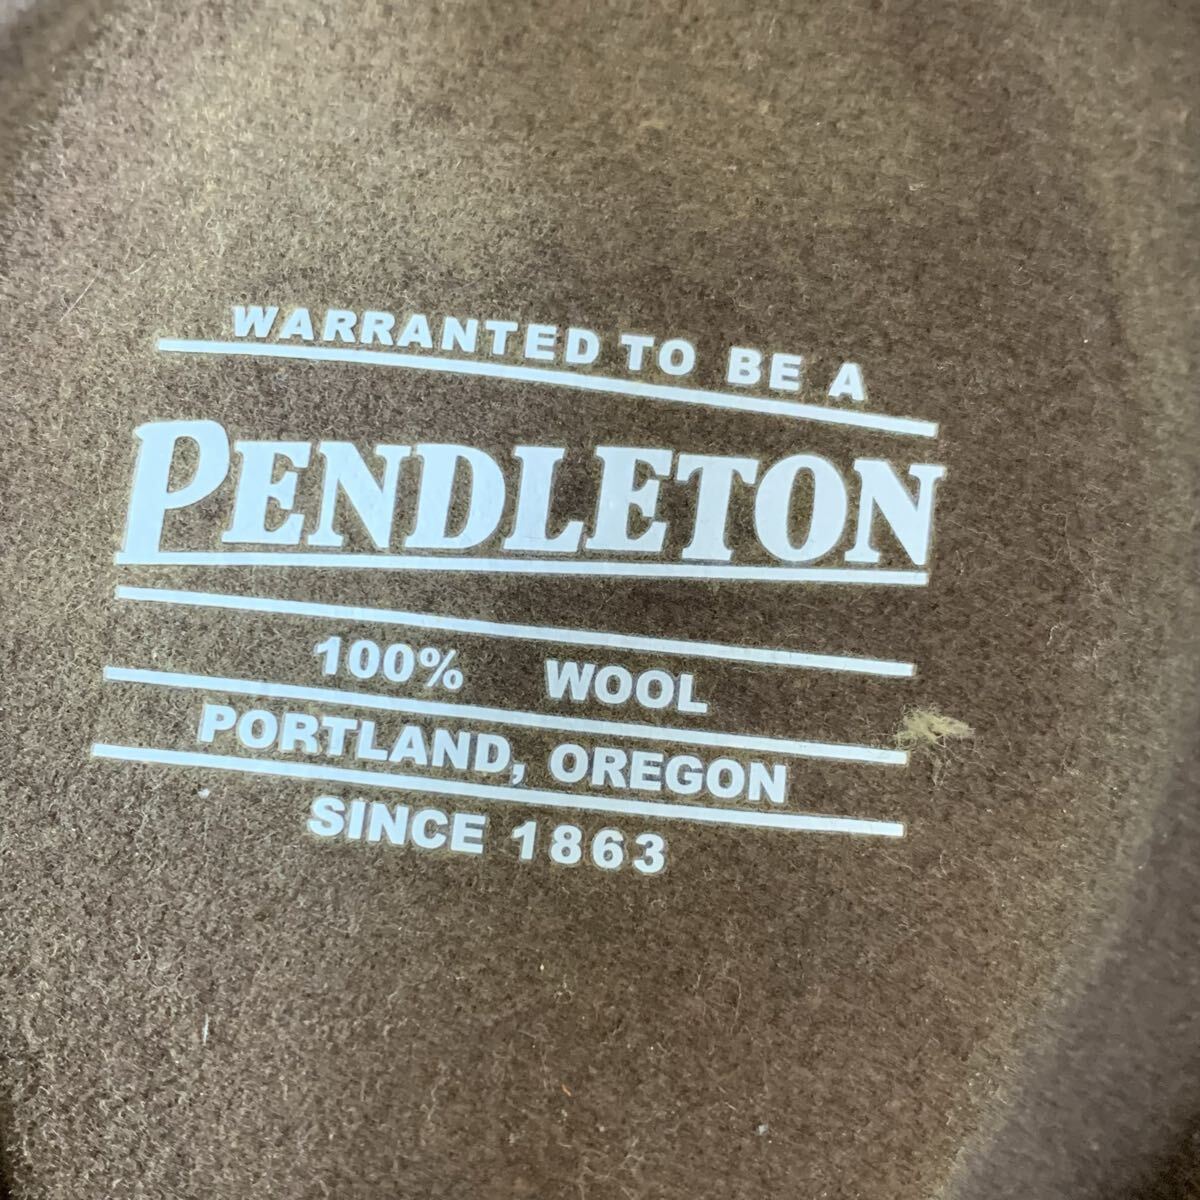 WARRANTED TO BE A
PENDLETON
100% WOOL
PORTLAND, OREGON
SINCE 1863